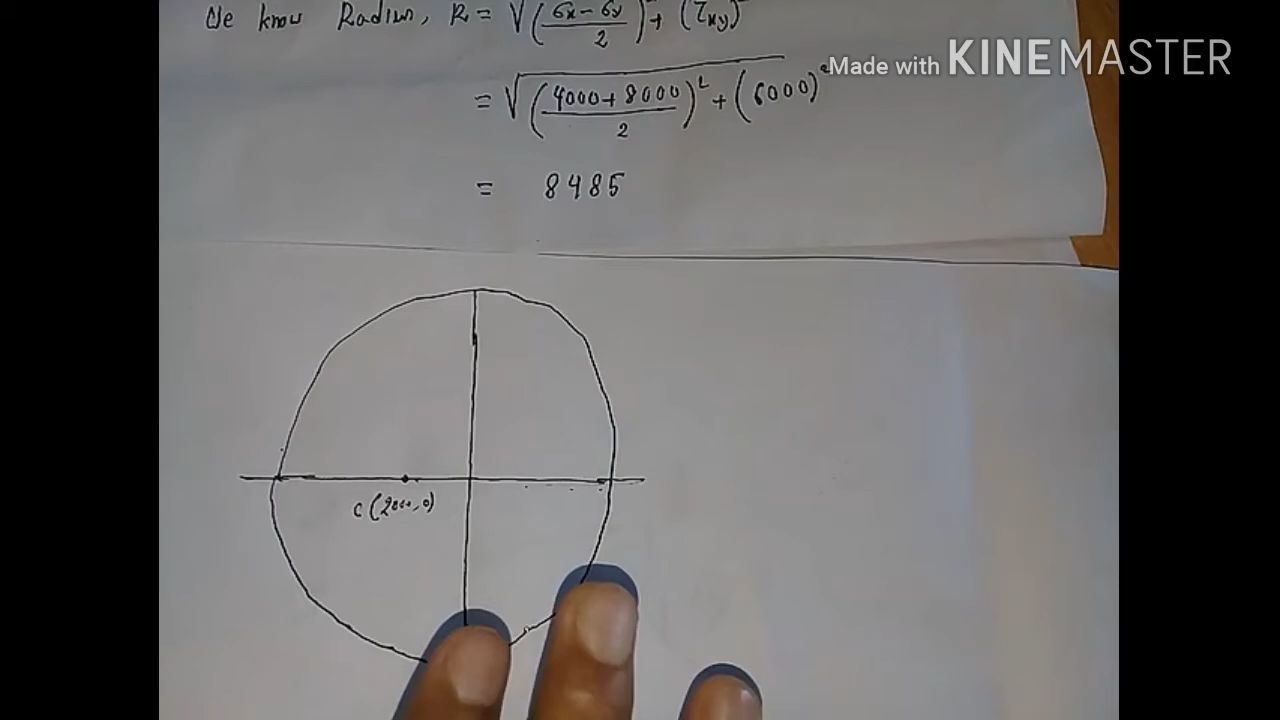 We know Radius, R = √((σx-σy)/2)² + (τxy)²
Made with KINEMASTER
= √((4000+8000)/2)² + (6000)²
= 8485
C(2000,0)